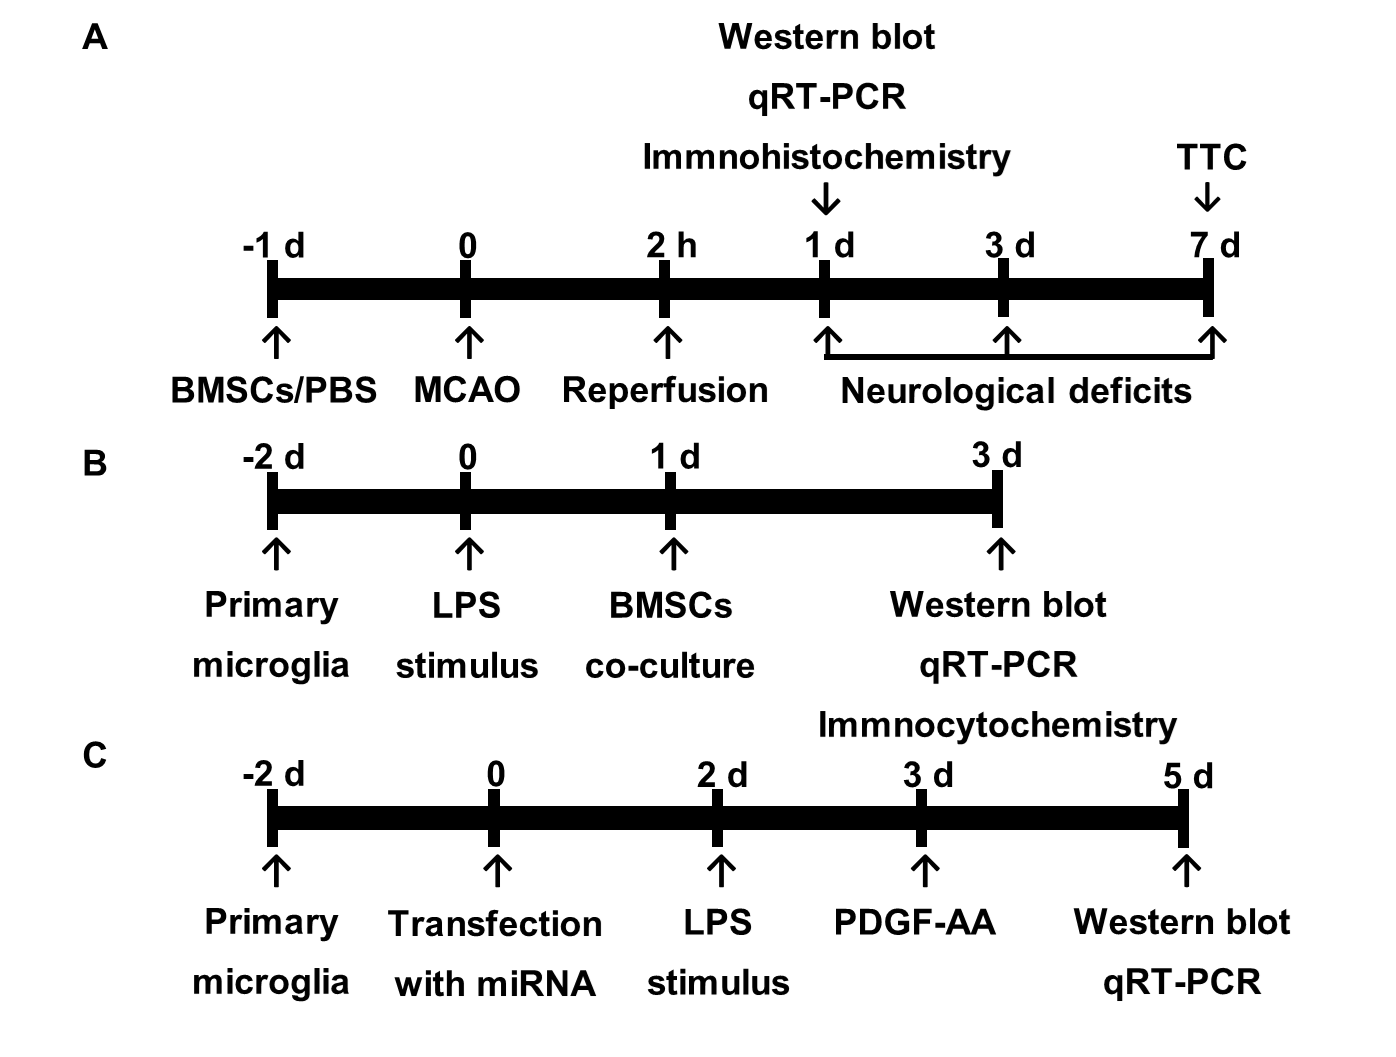 A
Western blot
qRT-PCR
Immnohistochemistry
TTC
-1 d 0 2 h 1 d 3 d 7 d
BMSCs/PBS MCAO Reperfusion Neurological deficits
B
-2 d 0 1 d 3 d
Primary LPS BMSCs Western blot
microglia stimulus co-culture qRT-PCR
Immnocytochemistry
C
-2 d 0 2 d 3 d 5 d
Primary Transfection LPS PDGF-AA Western blot
microglia with miRNA stimulus qRT-PCR